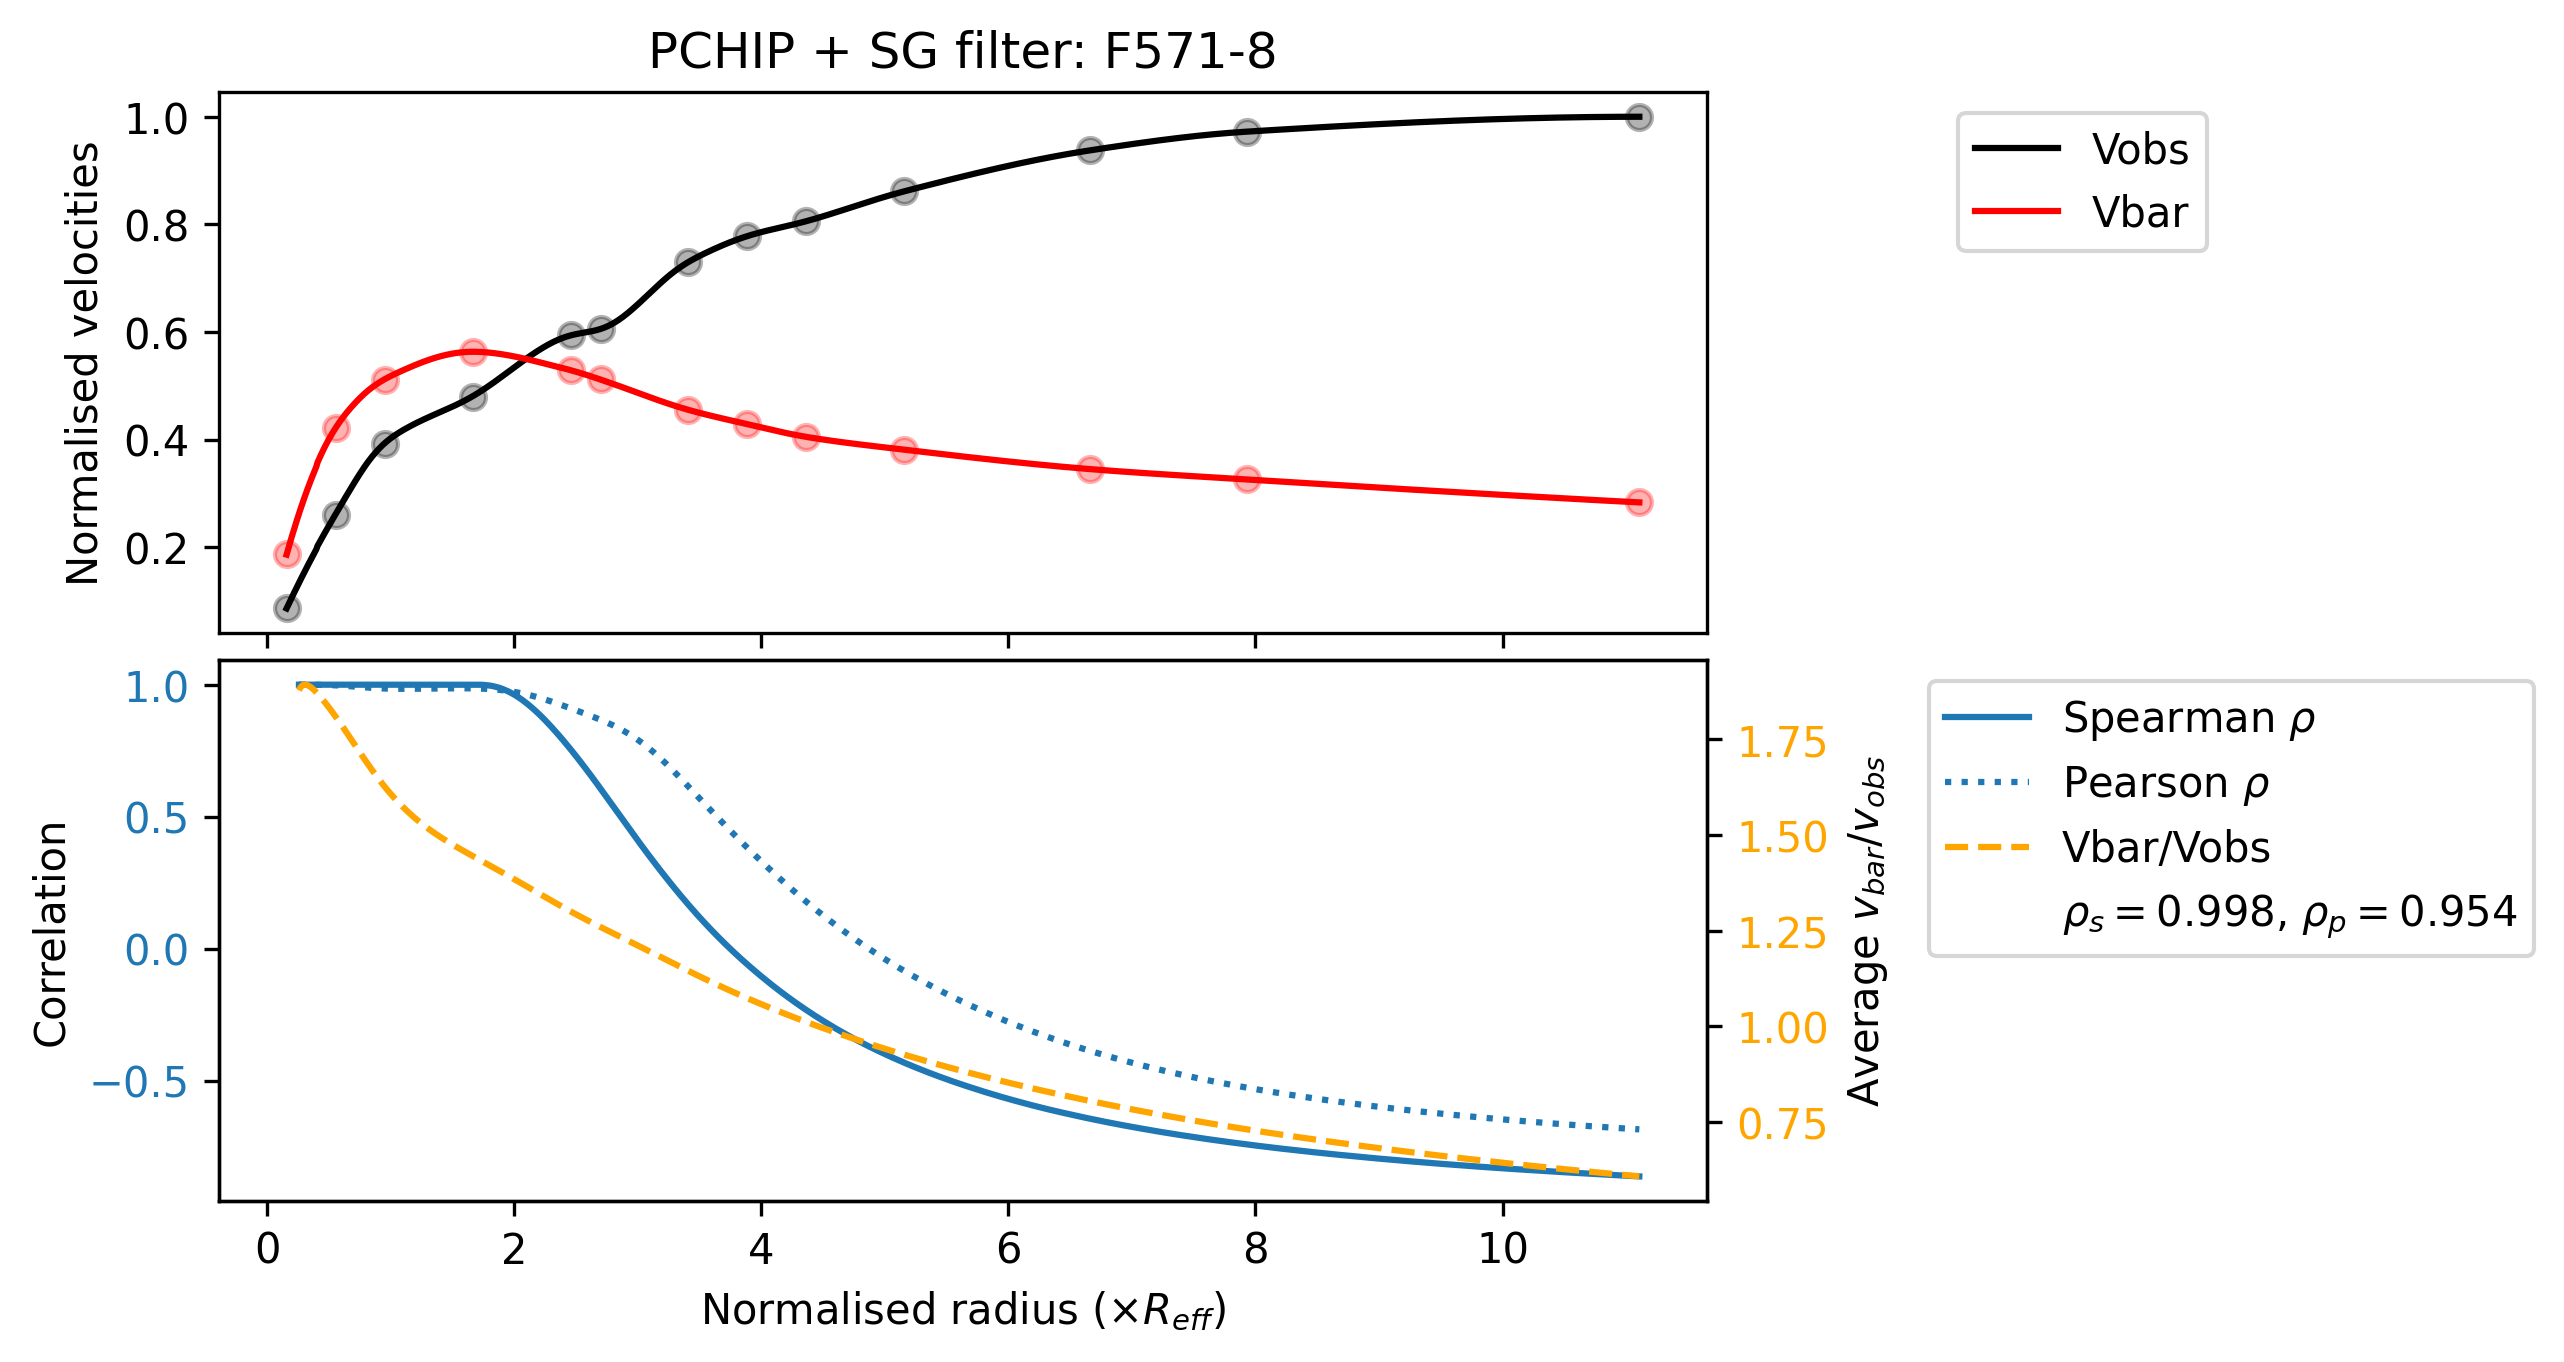 PCHIP + SG filter: F571-8
Normalised velocities
1.0
0.8
0.6
0.4
0.2
Vobs
Vbar
Correlation
1.0
0.5
0.0
−0.5
1.75
1.50
1.25
1.00
0.75
Average v_bar/v_obs
Spearman ρ
Pearson ρ
Vbar/Vobs
ρ_s = 0.998, ρ_p = 0.954
0 2 4 6 8 10
Normalised radius (×R_eff)